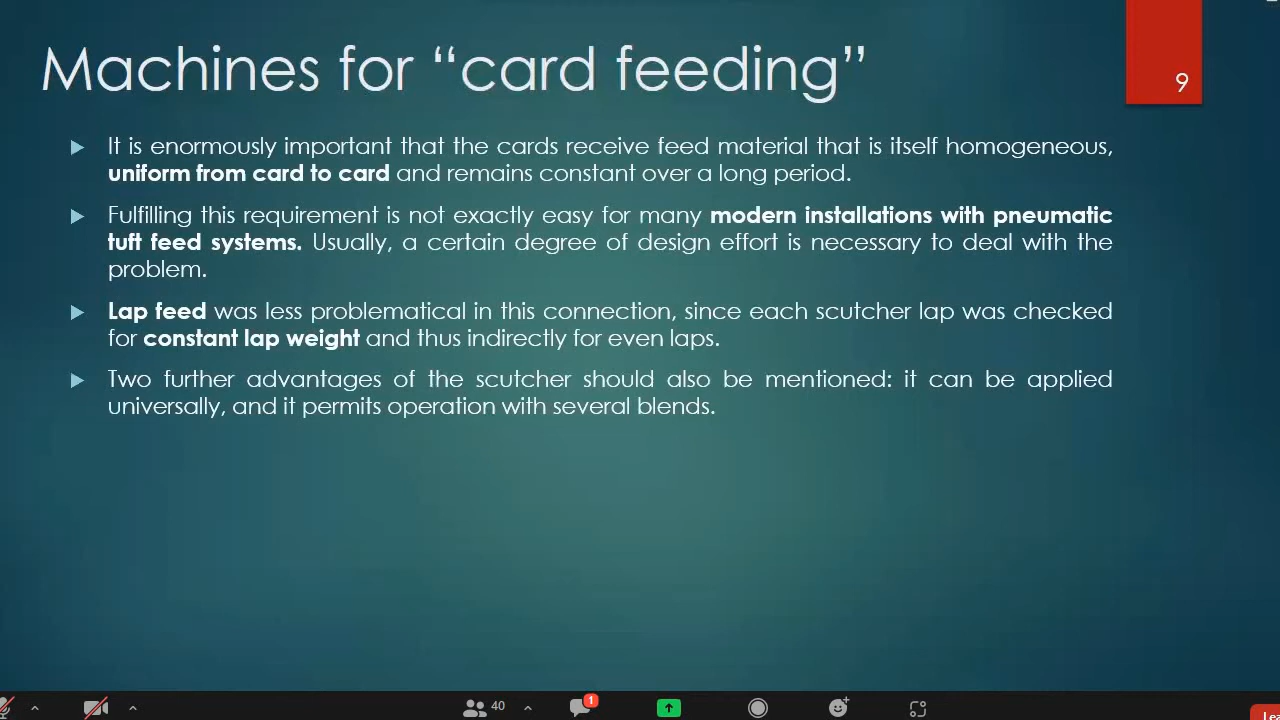 Machines for “card feeding”
9
It is enormously important that the cards receive feed material that is itself homogeneous,
uniform from card to card and remains constant over a long period.
Fulfilling this requirement is not exactly easy for many modern installations with pneumatic
tuft feed systems. Usually, a certain degree of design effort is necessary to deal with the
problem.
Lap feed was less problematical in this connection, since each scutcher lap was checked
for constant lap weight and thus indirectly for even laps.
Two further advantages of the scutcher should also be mentioned: it can be applied
universally, and it permits operation with several blends.
40
1